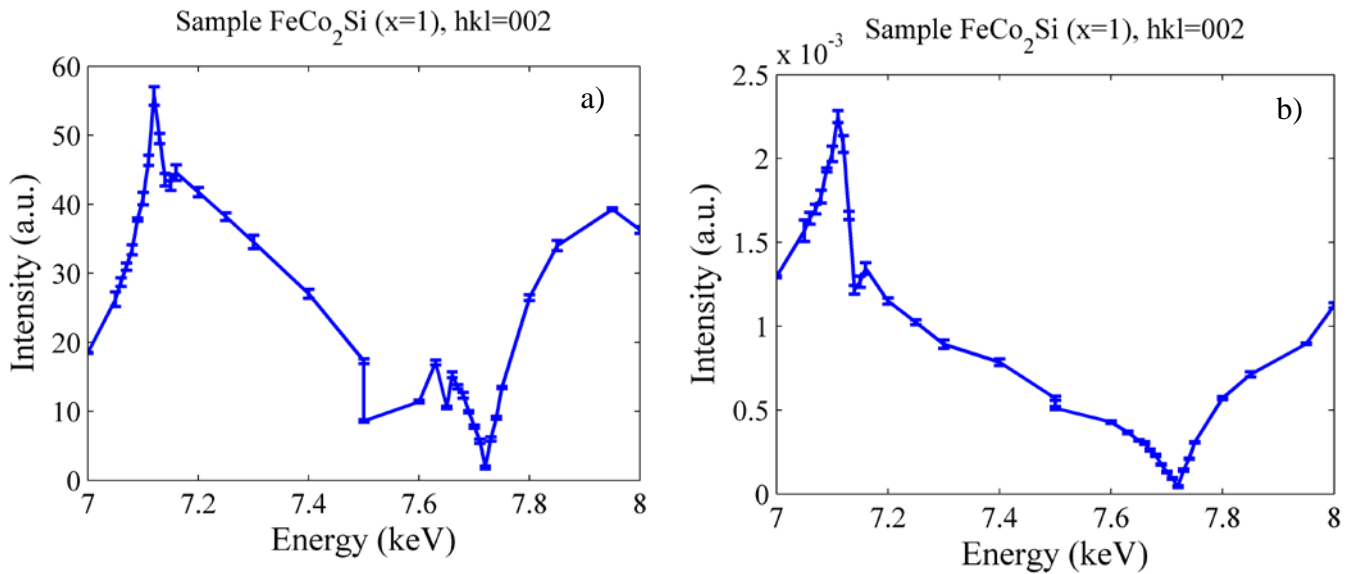 Sample FeCo₂Si (x=1), hkl=002
a)
60
50
40
30
20
10
0
Intensity (a.u.)
7
7.2
7.4
7.6
7.8
8
Energy (keV)
Sample FeCo₂Si (x=1), hkl=002
x 10⁻³
b)
2.5
2
1.5
1
0.5
0
Intensity (a.u.)
7
7.2
7.4
7.6
7.8
8
Energy (keV)